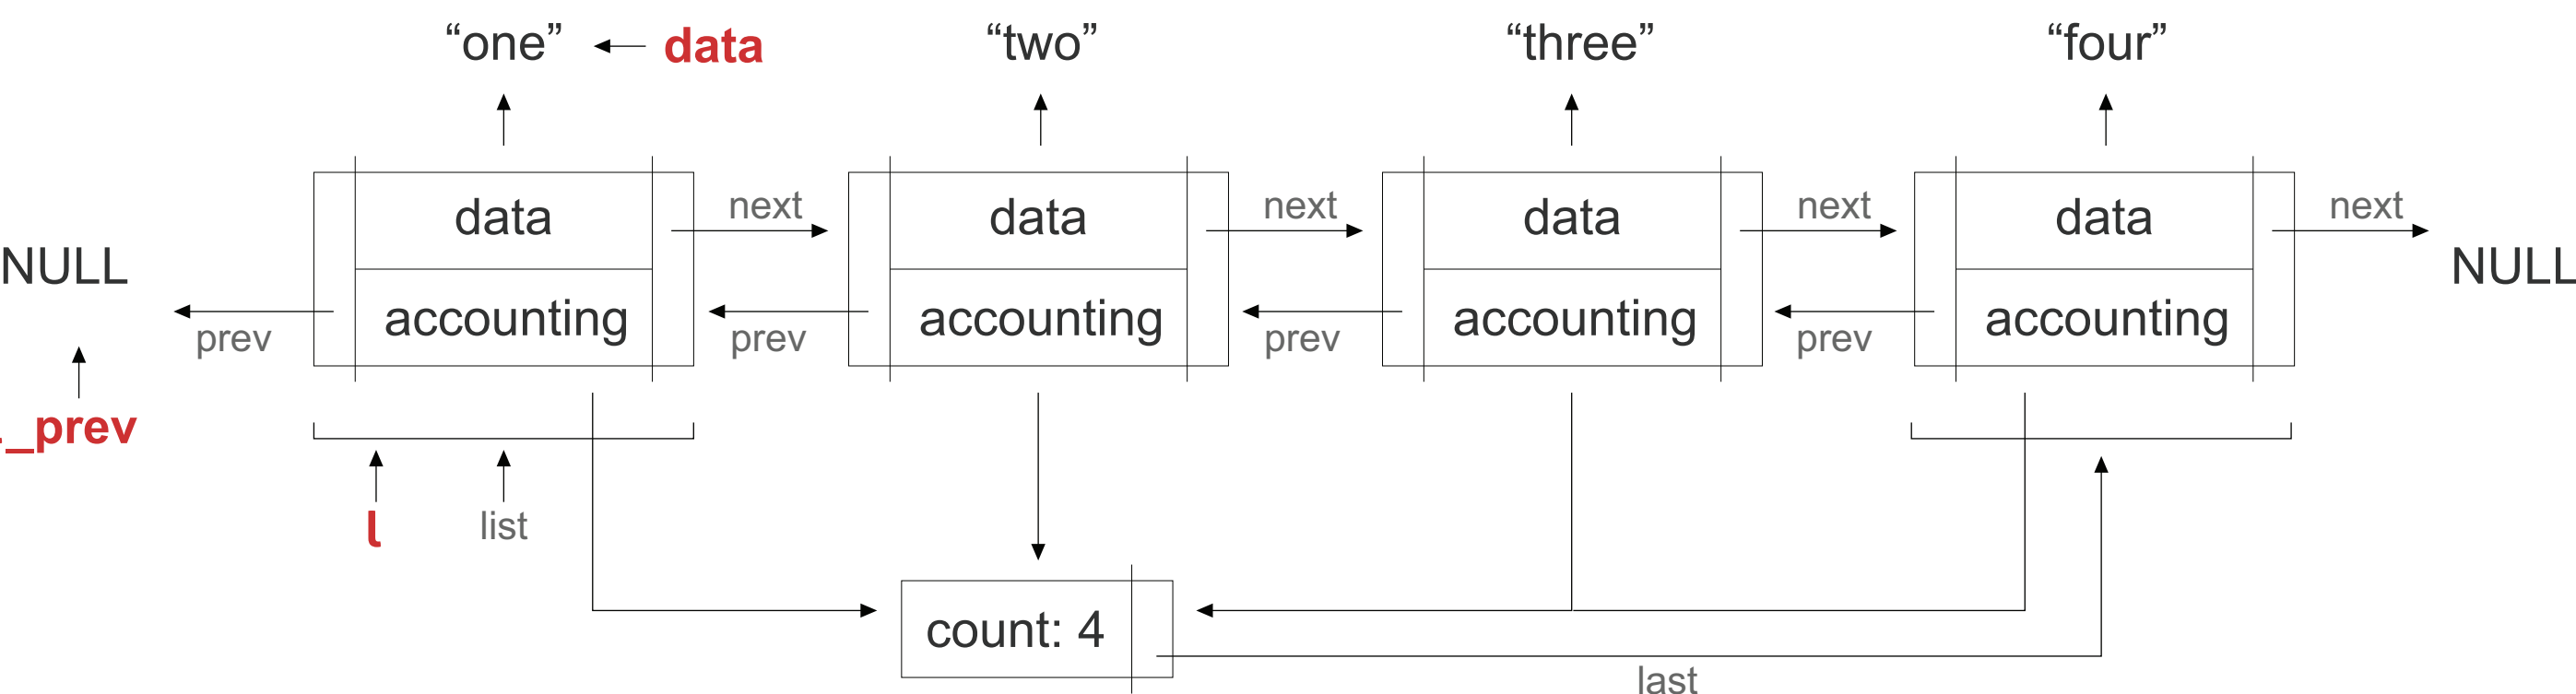 “one” data “two” “three” “four”
data next data next data next data next
NULL NULL
accounting accounting accounting accounting
prev prev prev prev
_prev
l list
count: 4
last